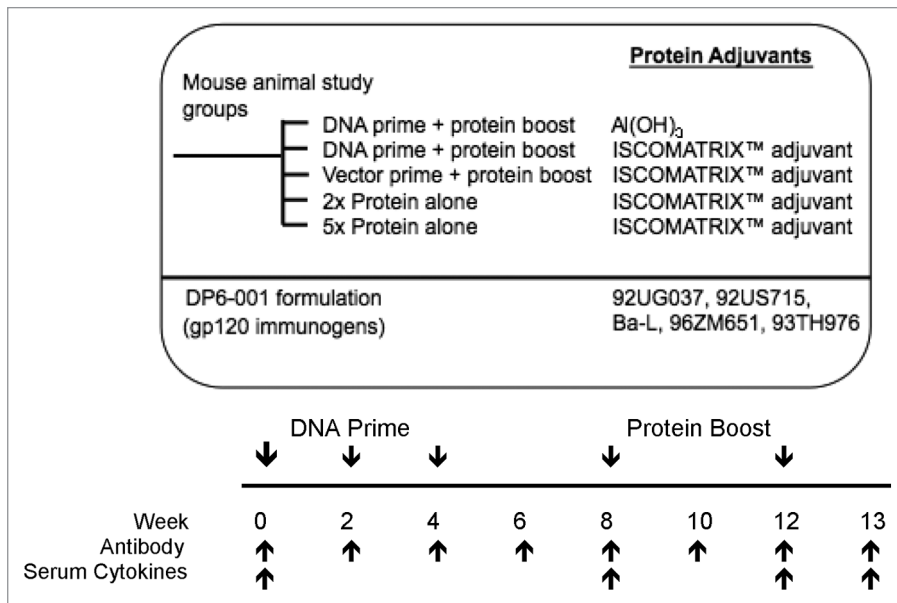 Protein Adjuvants
Mouse animal study
groups
DNA prime + protein boost Al(OH)3
DNA prime + protein boost ISCOMATRIX™ adjuvant
Vector prime + protein boost ISCOMATRIX™ adjuvant
2x Protein alone ISCOMATRIX™ adjuvant
5x Protein alone ISCOMATRIX™ adjuvant
DP6-001 formulation 92UG037, 92US715,
(gp120 immunogens) Ba-L, 96ZM651, 93TH976
DNA Prime Protein Boost
Week 0 2 4 6 8 10 12 13
Antibody
Serum Cytokines